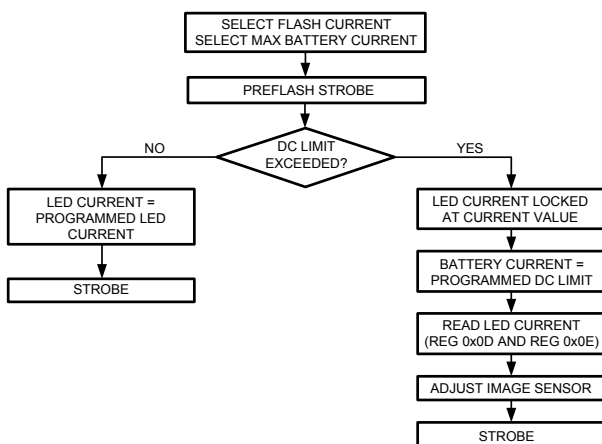 SELECT FLASH CURRENT
SELECT MAX BATTERY CURRENT
PREFLASH STROBE
DC LIMIT
EXCEEDED?
NO
LED CURRENT =
PROGRAMMED LED
CURRENT
STROBE
YES
LED CURRENT LOCKED
AT CURRENT VALUE
BATTERY CURRENT =
PROGRAMMED DC LIMIT
READ LED CURRENT
(REG 0x0D AND REG 0x0E)
ADJUST IMAGE SENSOR
STROBE